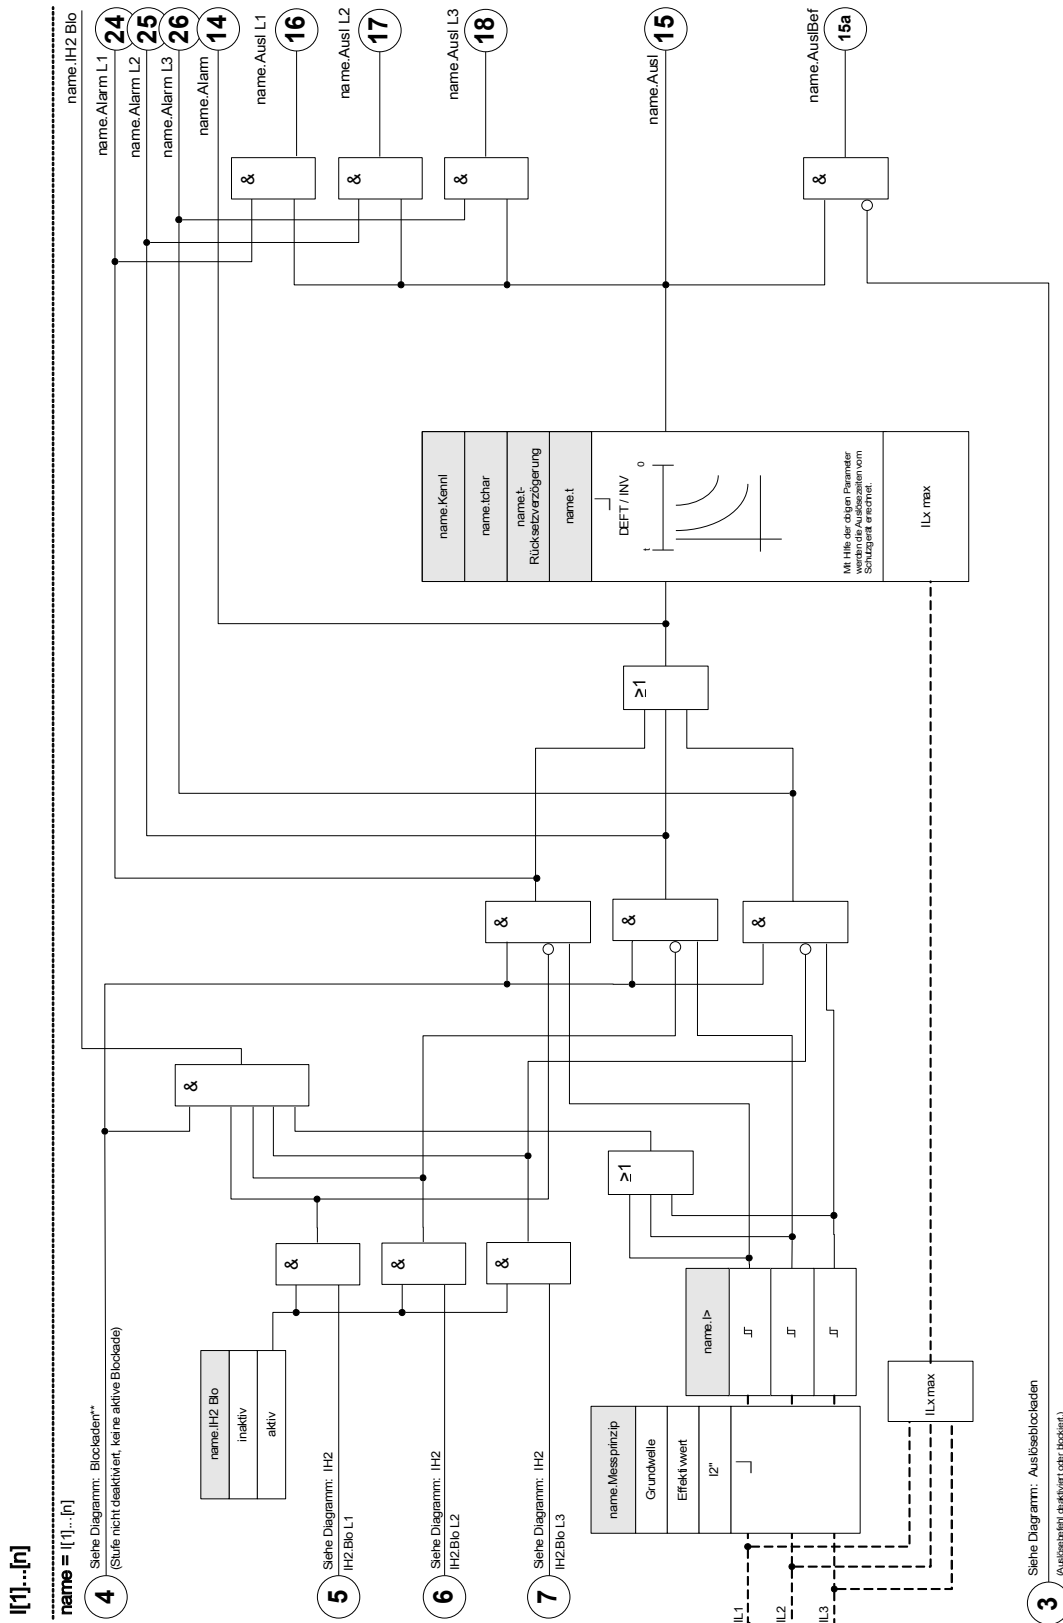 I[1]...[n]
name = I[1]...[n]
4
Siehe Diagramm: Blockaden**
(Stufe nicht deaktiviert, keine aktive Blockade)
name.IH2 Blo
inaktiv
aktiv
5
Siehe Diagramm: IH2
IH2.Blo L1
6
Siehe Diagramm: IH2
IH2.Blo L2
7
Siehe Diagramm: IH2
IH2.Blo L3
name.Messprinzip
Grundwelle
Effektivwert
I2"
IL1
IL2
IL3
name.I>
ILx max
3
Siehe Diagramm: Auslöseblockaden
(Auslösebefehl deaktiviert oder blockiert.)
&
&
&
&
≥1
&
&
&
≥1
name.Kennl
name.tchar
name.t-
Rücksetzverzögerung
name.t
DEFT / INV
t
0
Mit Hilfe der obigen Parameter
werden die Auslösezeiten vom
Schutzgerät errechnet.
ILx max
&
&
&
&
name.IH2 Blo
name.Alarm L1
24
name.Alarm L2
25
name.Alarm L3
26
name.Alarm
14
name.Ausl L1
16
name.Ausl L2
17
name.Ausl L3
18
name.Ausl
15
name.AuslBef
15a